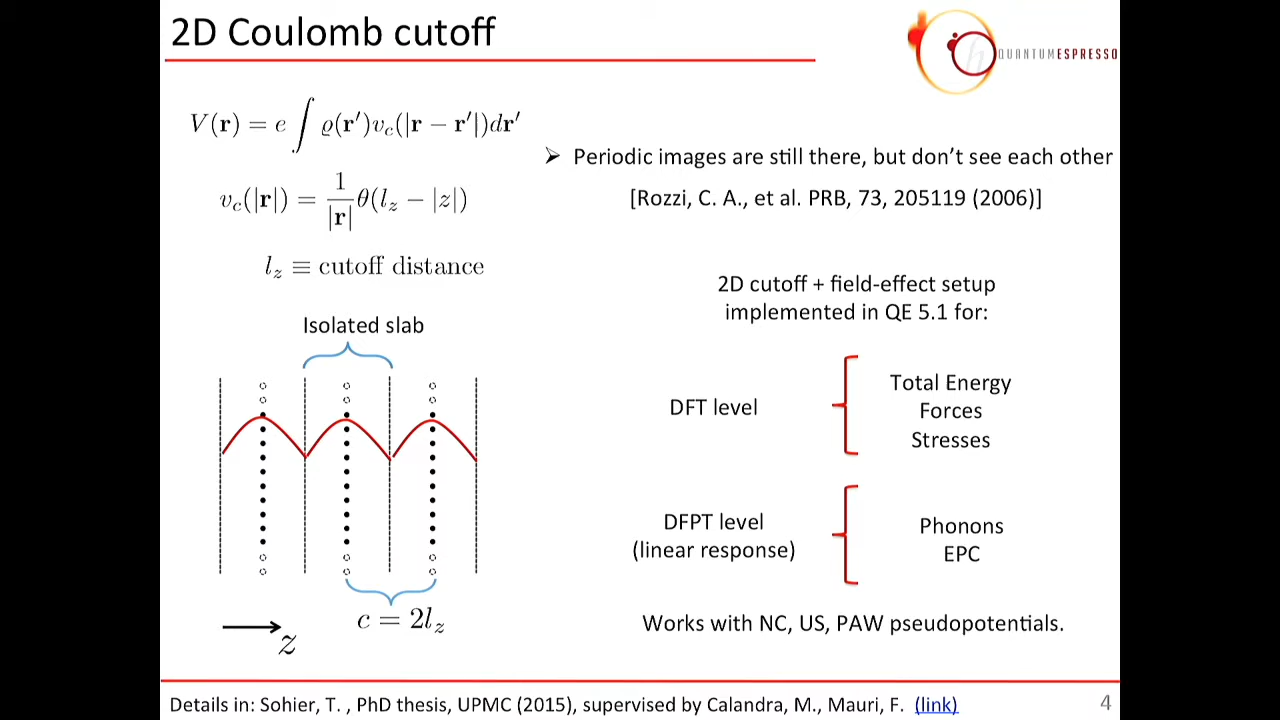 2D Coulomb cutoff
QUANTUMESPRESSO
V(r) = e ∫ ϱ(r′)v_c(|r − r′|)dr′
➢ Periodic images are still there, but don't see each other
v_c(|r|) = 1/|r| θ(l_z − |z|)
[Rozzi, C. A., et al. PRB, 73, 205119 (2006)]
l_z ≡ cutoff distance
2D cutoff + field-effect setup
implemented in QE 5.1 for:
Isolated slab
DFT level
Total Energy
Forces
Stresses
DFPT level
(linear response)
Phonons
EPC
c = 2l_z
z
Works with NC, US, PAW pseudopotentials.
Details in: Sohier, T. , PhD thesis, UPMC (2015), supervised by Calandra, M., Mauri, F. (link)
4